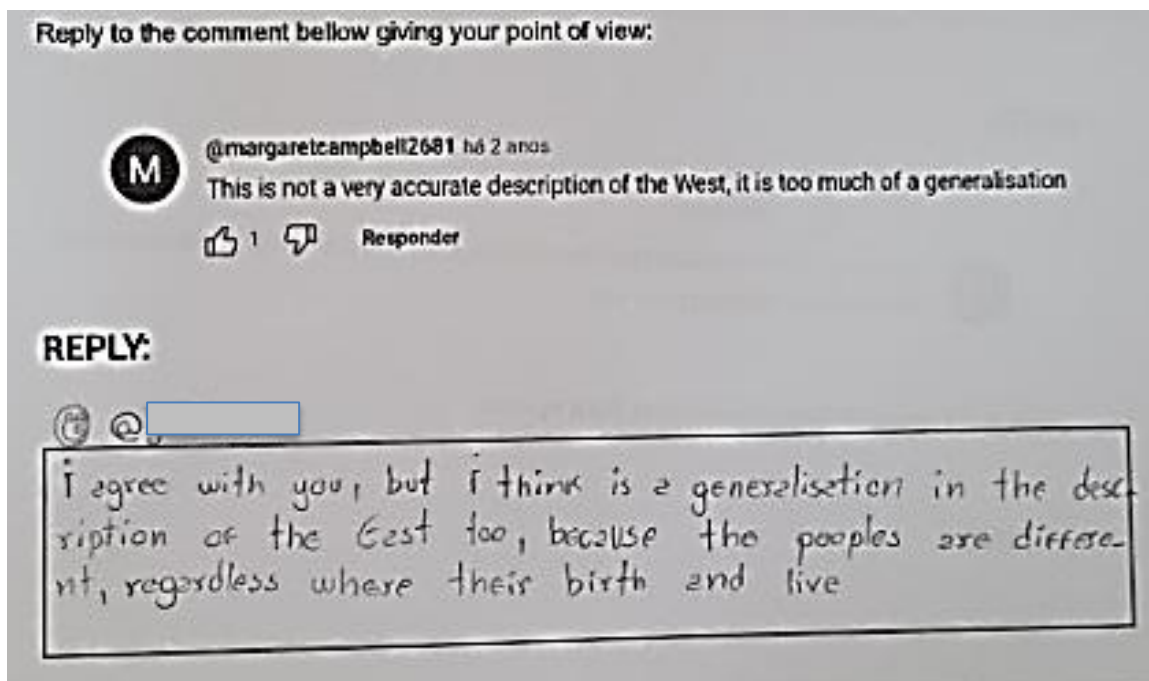 Reply to the comment bellow giving your point of view:
M
@margaretcampbell2681 há 2 anos
This is not a very accurate description of the West, it is too much of a generalisation
1 Responder
REPLY:
@
i agree with you, but i think is a generalisation in the desc
ription of the East too, because the peoples are differe-
nt, regardless where their birth and live